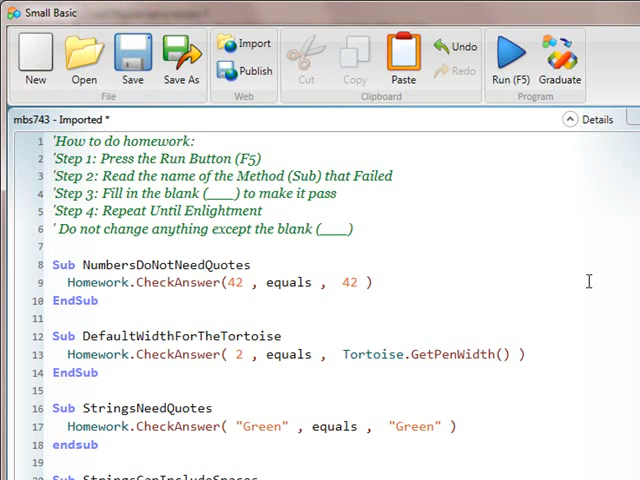 Small Basic
New
Open
Save
Save As
Import
Publish
Cut
Copy
Paste
Undo
Redo
Run (F5)
Graduate
File
Web
Clipboard
Program
mbs743 - Imported *
Details
1 'How to do homework:
2 'Step 1: Press the Run Button (F5)
3 'Step 2: Read the name of the Method (Sub) that Failed
4 'Step 3: Fill in the blank (___) to make it pass
5 'Step 4: Repeat Until Enlightment
6 ' Do not change anything except the blank (___)
7
8 Sub NumbersDoNotNeedQuotes
9 Homework.CheckAnswer(42 , equals , 42 )
10 EndSub
11
12 Sub DefaultWidthForTheTortoise
13 Homework.CheckAnswer( 2 , equals , Tortoise.GetPenWidth() )
14 EndSub
15
16 Sub StringsNeedQuotes
17 Homework.CheckAnswer( "Green" , equals , "Green" )
18 endsub
19
20 Sub StringsCanIncludeSpaces